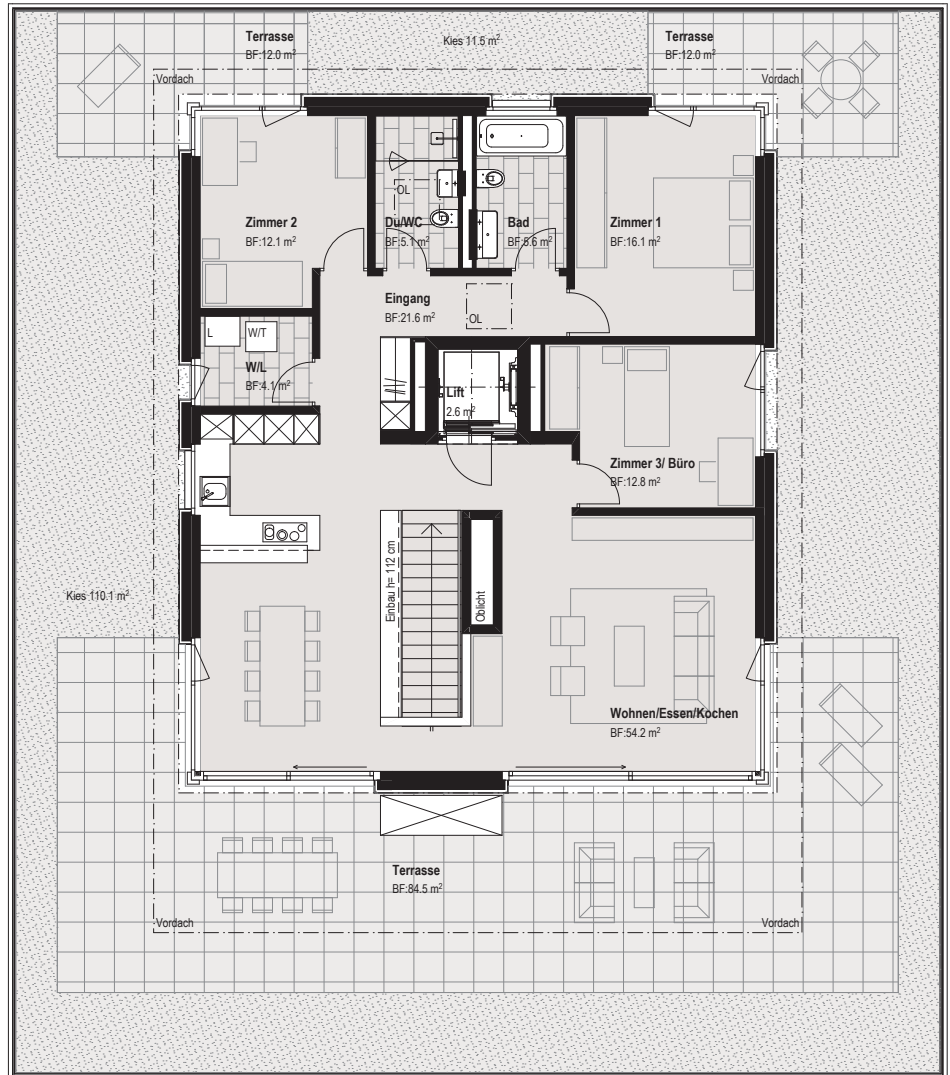 Terrasse
BF:12.0 m²
Kies 11.5 m²
Terrasse
BF:12.0 m²
Vordach
Vordach
Zimmer 2
BF:12.1 m²
OL
Du/WC
BF:5.1 m²
Bad
BF:5.6 m²
Zimmer 1
BF:16.1 m²
Eingang
BF:21.6 m²
OL
L
W/T
W/L
BF:4.1 m²
Lift
2.6 m²
Zimmer 3/ Büro
BF:12.8 m²
Einbau h= 112 cm
Oblicht
Kies 110.1 m²
Wohnen/Essen/Kochen
BF:54.2 m²
Terrasse
BF:84.5 m²
Vordach
Vordach